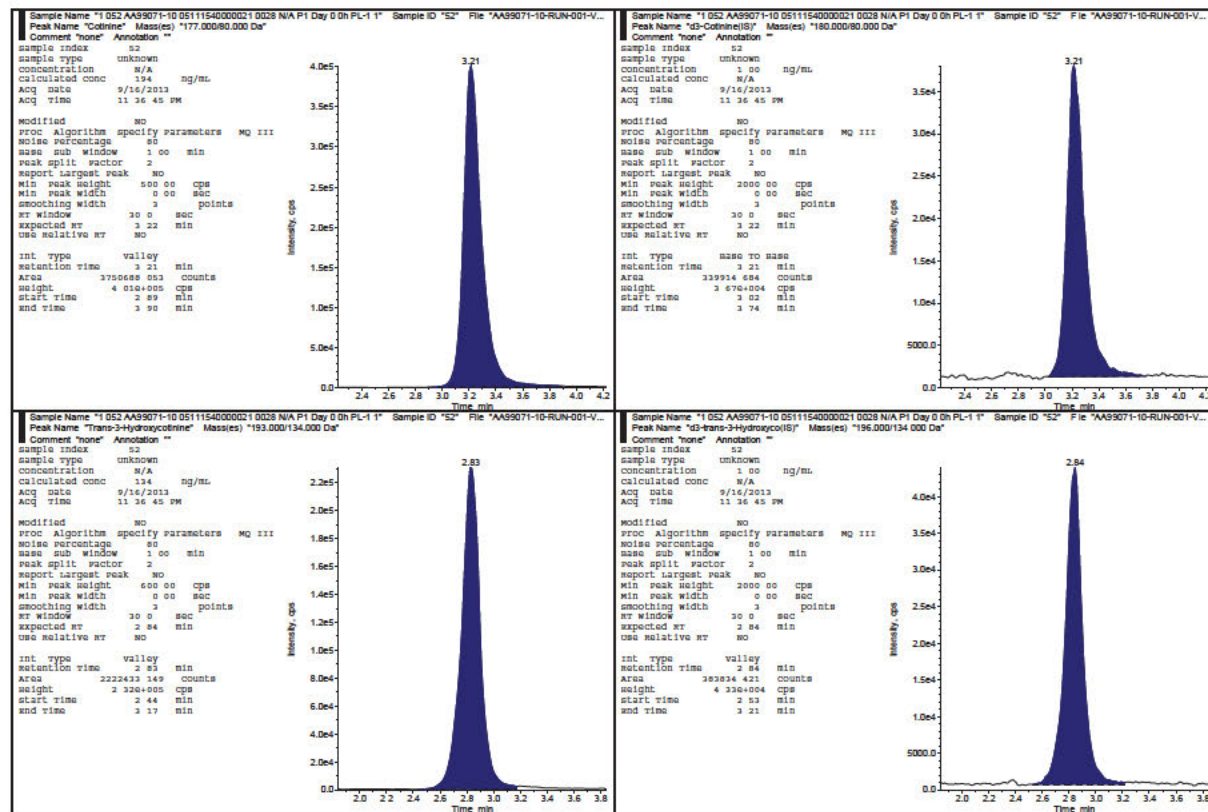 Sample Name "1 052 AA99071-10 05111540000021 0028 N/A P1 Day 0 0h PL-1 1" Sample ID "52" File "AA99071-10-RUN-001-V...
Peak Name "Cotinine" Mass(es) "177.000/80.000 Da"
Comment "none" Annotation ""
Sample Index 52
Sample Type Unknown
Concentration N/A
Calculated Conc 194 ng/mL
Acq Date 9/16/2013
Acq Time 11 36 45 PM
Modified NO
Proc Algorithm Specify Parameters MQ III
Noise Percentage 80
Base Sub Window 1 00 min
Peak Split Factor 2
Report Largest Peak NO
Min Peak Height 500 00 cps
Min Peak Width 0 00 sec
Smoothing Width 3 points
RT Window 30 0 sec
Expected RT 3 22 min
Use Relative RT NO
Int Type Valley
Retention Time 3 21 min
Area 3750688 053 counts
Height 4 01e+005 cps
Start Time 2 89 min
End Time 3 90 min
3.21
4.0e5
3.5e5
3.0e5
2.5e5
2.0e5
1.5e5
1.0e5
5.0e4
0.0
Intensity, cps
2.4 2.6 2.8 3.0 3 2 3.4 3.6 3.8 4.0 4.2
Time min
Sample Name "1 052 AA99071-10 05111540000021 0028 N/A P1 Day 0 0h PL-1 1" Sample ID "52" F le "AA99071-10-RUN-001-V...
Peak Name "d3-Cotinine(IS)" Mass(es) "180.000/80.000 Da"
Comment "none" Annotation ""
Sample Index 52
Sample Type Unknown
Concentration 1 00 ng/mL
Calculated Conc N/A
Acq Date 9/16/2013
Acq Time 11 36 45 PM
Modified NO
Proc Algorithm Specify Parameters MQ III
Noise Percentage 80
Base Sub Window 1 00 min
Peak Split Factor 2
Report Largest Peak NO
Min Peak Height 2000 00 cps
Min Peak Width 0 00 sec
Smoothing Width 3 points
RT Window 30 0 sec
Expected RT 3 22 min
Use Relative RT NO
Int Type Base To Base
Retention Time 3 21 min
Area 339914 684 counts
Height 3 67e+004 cps
Start Time 3 02 min
End Time 3 74 min
3.21
3.5e4
3.0e4
2.5e4
2.0e4
1.5e4
1.0e4
5000.0
0.0
Intensity, cps
2.4 2.6 2.8 3.0 3.2 3.4 3.6 3.8 4.0
Time min
Sample Name "1 052 AA99071-10 05111540000021 0028 N/A P1 Day 0 0h PL-1 1" Sample ID "52" F le "AA99071-10-RUN-001-V...
Peak Name "Trans-3-Hydroxycotinine" Mass(es) "193.000/134.000 Da"
Comment "none" Annotation ""
Sample Index 52
Sample Type Unknown
Concentration N/A
Calculated Conc 134 ng/mL
Acq Date 9/16/2013
Acq Time 11 36 45 PM
Modified NO
Proc Algorithm Specify Parameters MQ III
Noise Percentage 80
Base Sub Window 1 00 min
Peak Split Factor 2
Report Largest Peak NO
Min Peak Height 600 00 cps
Min Peak Width 0 00 sec
Smoothing Width 3 points
RT Window 30 0 sec
Expected RT 2 84 min
Use Relative RT NO
Int Type Valley
Retention Time 2 83 min
Area 2222433 149 counts
Height 2 32e+005 cps
Start Time 2 44 min
End Time 3 17 min
2.83
2.2e5
2.0e5
1.8e5
1.6e5
1.4e5
1.2e5
1.0e5
8.0e4
6.0e4
4.0e4
2.0e4
0.0
Intensity, cps
2.0 2.2 2.4 2.6 2.8 3.0 3.2 3.4 3.6 3.8
Time min
Sample Name "1 052 AA99071-10 05111540000021 0028 N/A P1 Day 0 0h PL-1 1" Sample ID "52" F le "AA99071-10-RUN-001-V...
Peak Name "d3-trans-3-Hydroxyco(IS)" Mass(es) "196.000/134 000 Da"
Comment "none" Annotation ""
Sample Index 52
Sample Type Unknown
Concentration 1 00 ng/mL
Calculated Conc N/A
Acq Date 9/16/2013
Acq Time 11 36 45 PM
Modified NO
Proc Algorithm Specify Parameters MQ III
Noise Percentage 80
Base Sub Window 1 00 min
Peak Split Factor 2
Report Largest Peak NO
Min Peak Height 2000 00 cps
Min Peak Width 0 00 sec
Smoothing Width 3 points
RT Window 30 0 sec
Expected RT 2 84 min
Use Relative RT NO
Int Type Valley
Retention Time 2 84 min
Area 383834 421 counts
Height 4 33e+004 cps
Start Time 2 53 min
End Time 3 21 min
2.84
4.0e4
3.5e4
3.0e4
2.5e4
2.0e4
1.5e4
1.0e4
5000.0
0.0
Intensity, cps
2.0 2.2 2.4 2.6 2.8 3.0 3.2 3.4 3.6 3.8
Time min